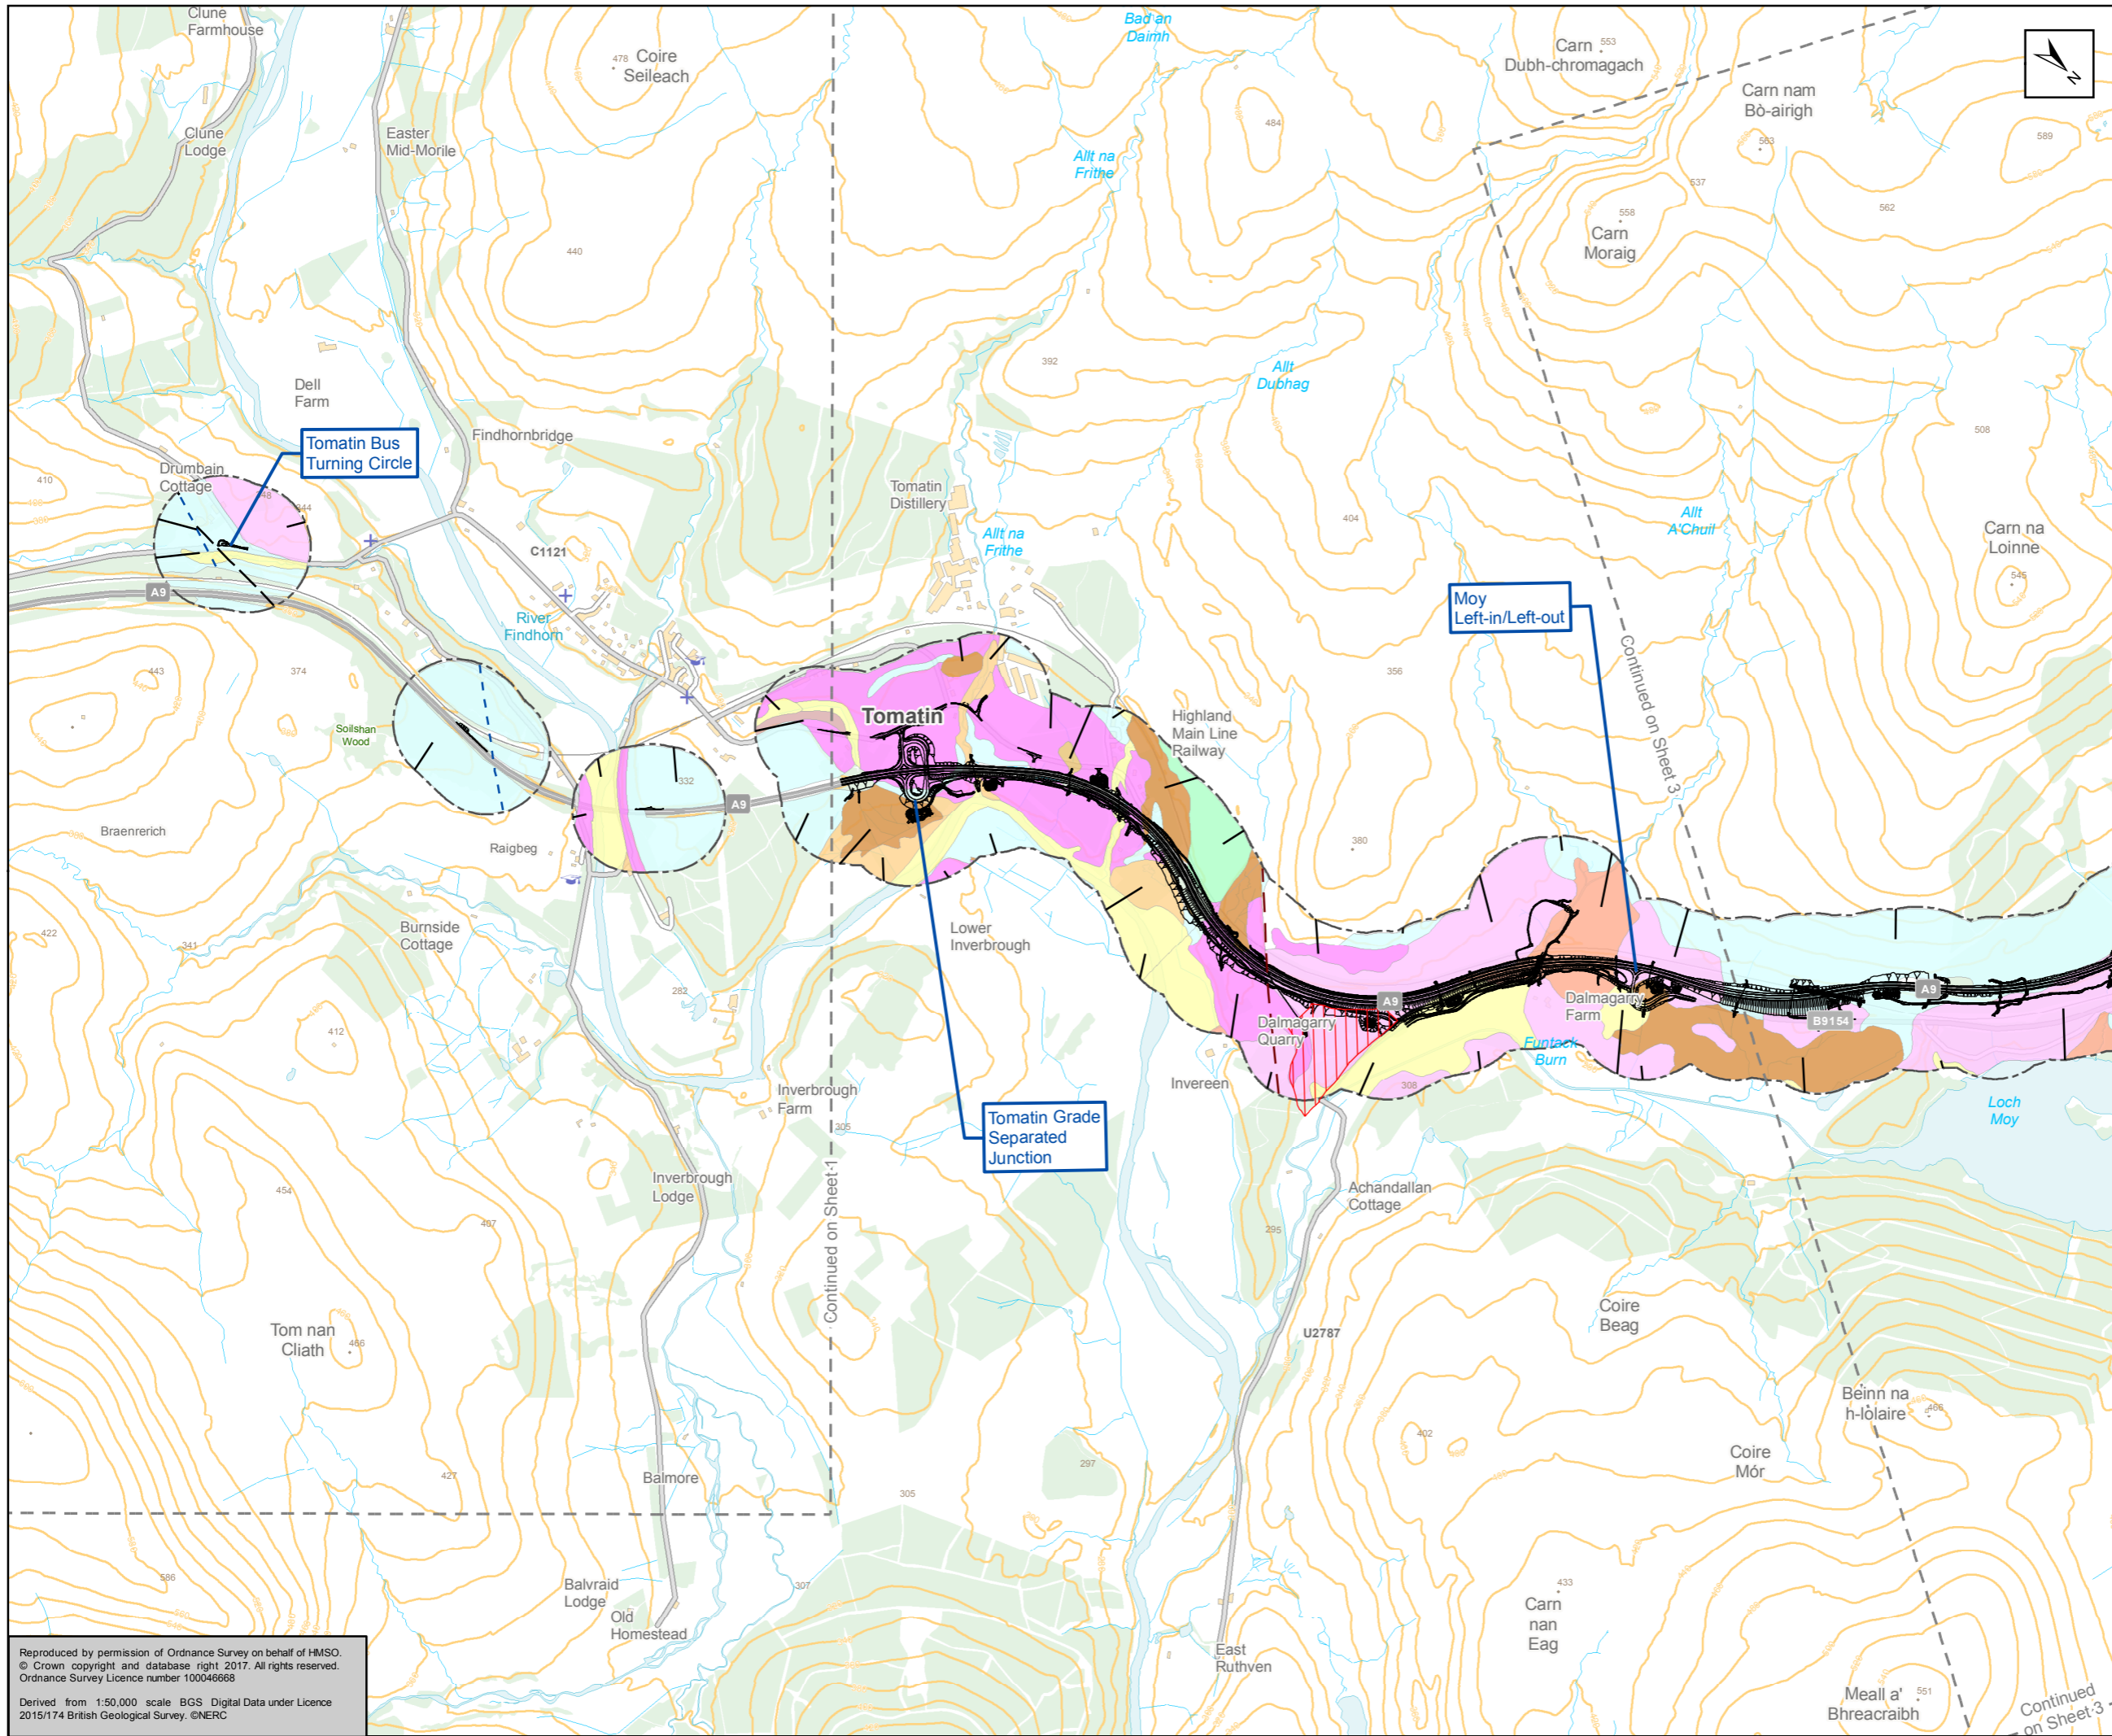 Clune
Farmhouse
478
Coire
Seileach
Bad an
Daimh
Carn
Dubh-chromagach
553
N
Carn nam
Bò-airigh
563
589
484
Clune
Lodge
Easter
Mid-Morile
Allt na
Frithe
537
558
Carn
Moraig
562
440
Dell
Farm
392
Allt
Dubhag
Tomatin Bus
Turning Circle
Findhornbridge
508
Drumbain
Cottage
410
Tomatin
Distillery
404
Allt
A'Chuil
Carn na
Loinne
545
Allt na
Frithe
C1121
A9
River
Findhorn
Moy
Left-in/Left-out
Continued on Sheet 3
443
374
356
Soilshan
Wood
Tomatin
Highland
Main Line
Railway
332
A9
Braenrerich
Raigbeg
380
422
341
Burnside
Cottage
Lower
Inverbrough
282
A9
Dalmagarry
Farm
A9
B9154
412
Dalmagarry
Quarry
Funtack
Burn
Invereen
308
Inverbrough
Farm
305
Loch
Moy
Tomatin Grade
Separated
Junction
454
Inverbrough
Lodge
Continued on Sheet 1
Achandallan
Cottage
407
295
Tom nan
Cliath
466
U2787
Coire
Beag
Beinn na
h-Iolaire
466
402
Coire
Mór
427
Balmore
297
305
586
Balvraid
Lodge
307
Old
Homestead
433
Carn
nan
Eag
East
Ruthven
Meall a'
Bhreacraibh
551
Continued
on Sheet 3
Reproduced by permission of Ordnance Survey on behalf of HMSO.
© Crown copyright and database right 2017. All rights reserved.
Ordnance Survey Licence number 100046668
Derived from 1:50,000 scale BGS Digital Data under Licence
2015/174 British Geological Survey. ©NERC